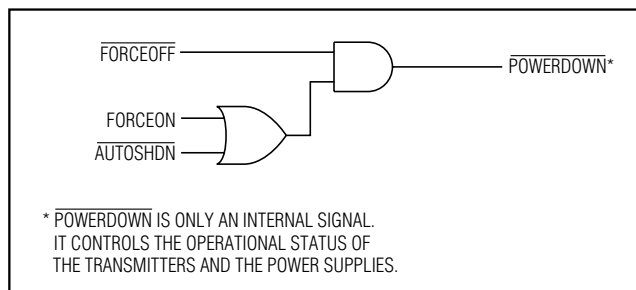 FORCEOFF
POWERDOWN*
FORCEON
AUTOSHDN
* POWERDOWN IS ONLY AN INTERNAL SIGNAL.
IT CONTROLS THE OPERATIONAL STATUS OF
THE TRANSMITTERS AND THE POWER SUPPLIES.